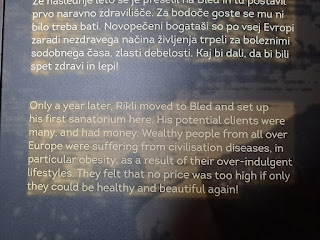 Že naslednje leto se je preselil na Bled in tu postavil
prvo naravno zdravilišče. Za bodoče goste se mu ni
bilo treba bati. Novopečeni bogataši so po vsej Evropi
zaradi nezdravega načina življenja trpeli za boleznimi
sodobnega časa, zlasti debelosti. Kaj bi dali, da bi bili
spet zdravi in lepi!
Only a year later, Rikli moved to Bled and set up
his first sanatorium here. His potential clients were
many, and had money. Wealthy people from all over
Europe were suffering from civilisation diseases, in
particular obesity, as a result of their over-indulgent
lifestyles. They felt that no price was too high if only
they could be healthy and beautiful again!